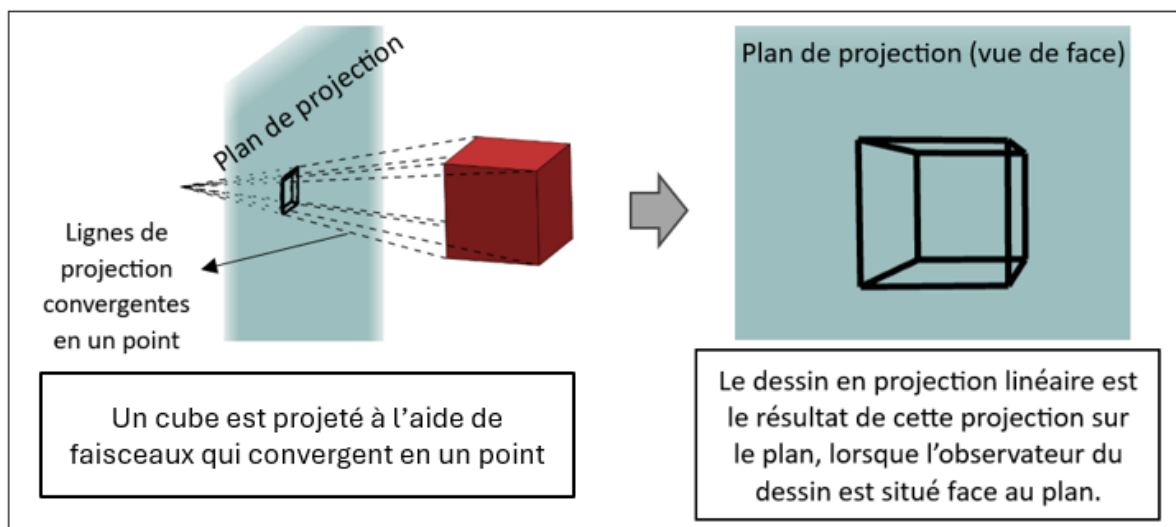 Plan de projection
Lignes de
projection
convergentes
en un point
Un cube est projeté à l’aide de
faisceaux qui convergent en un point
Plan de projection (vue de face)
Le dessin en projection linéaire est
le résultat de cette projection sur
le plan, lorsque l’observateur du
dessin est situé face au plan.